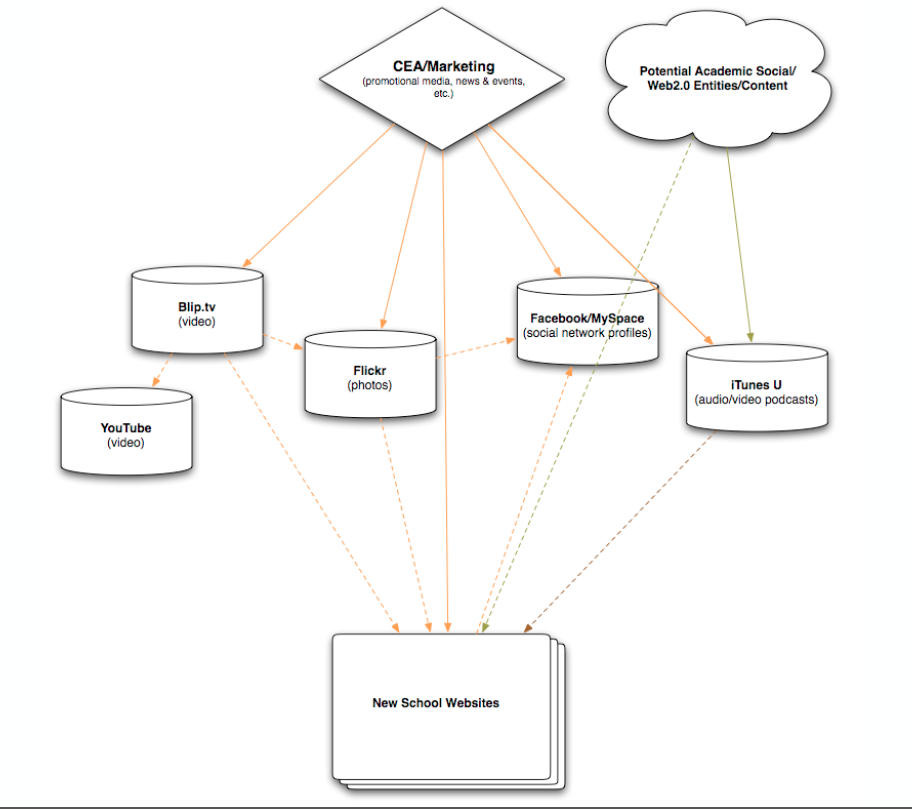 CEA/Marketing
(promotional media, news & events,
etc.)
Potential Academic Social/
Web2.0 Entities/Content
Blip.tv
(video)
Facebook/MySpace
(social network profiles)
Flickr
(photos)
iTunes U
(audio/video podcasts)
YouTube
(video)
New School Websites